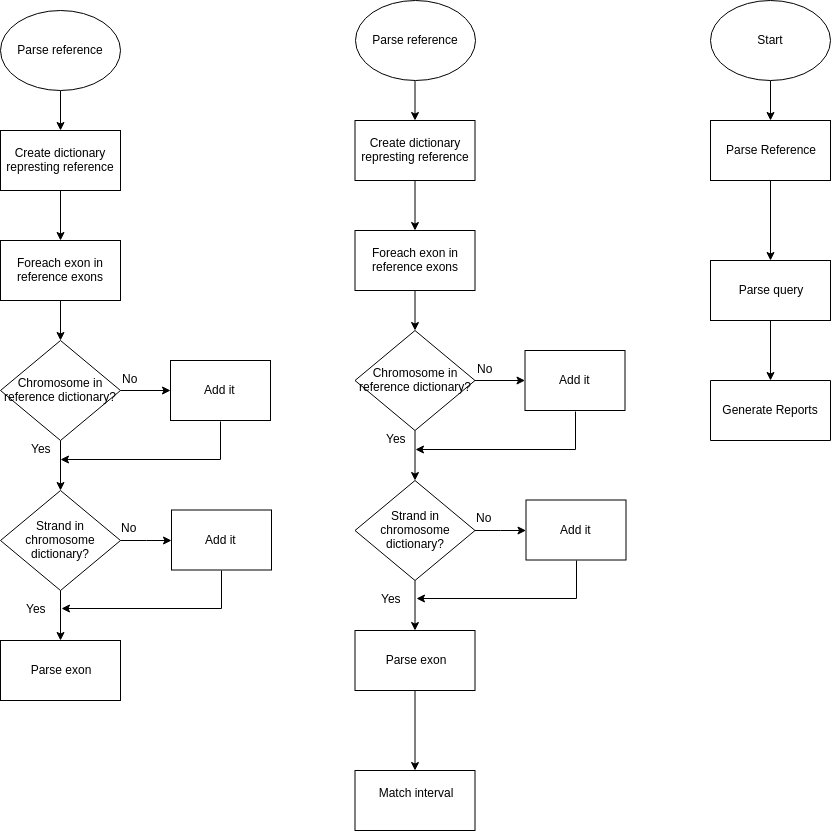 Parse reference
Create dictionary
represting reference
Foreach exon in
reference exons
Chromosome in
reference dictionary?
No
Add it
Yes
Strand in
chromosome
dictionary?
No
Add it
Yes
Parse exon
Parse reference
Create dictionary
represting reference
Foreach exon in
reference exons
Chromosome in
reference dictionary?
No
Add it
Yes
Strand in
chromosome
dictionary?
No
Add it
Yes
Parse exon
Match interval
Start
Parse Reference
Parse query
Generate Reports